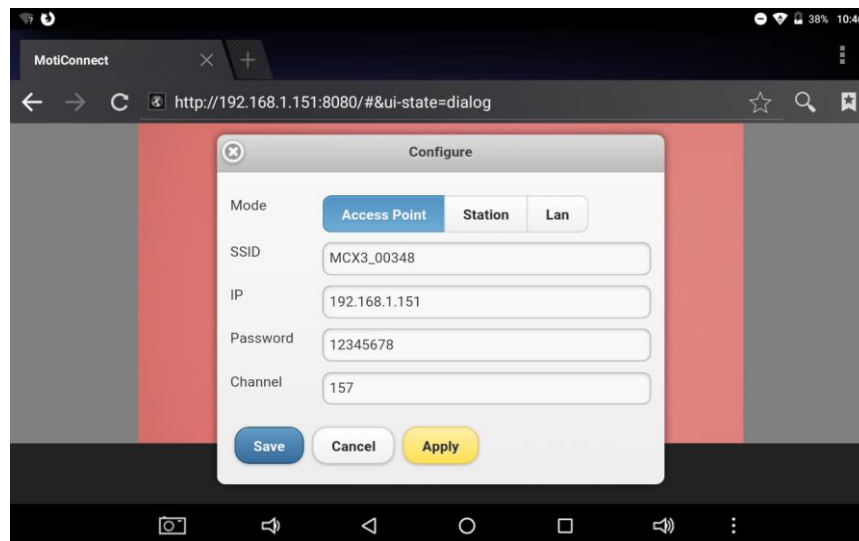 38% 10:4
MotiConnect
http://192.168.1.151:8080/#&ui-state=dialog
Configure
Mode Access Point Station Lan
SSID MCX3_00348
IP 192.168.1.151
Password 12345678
Channel 157
Save Cancel Apply